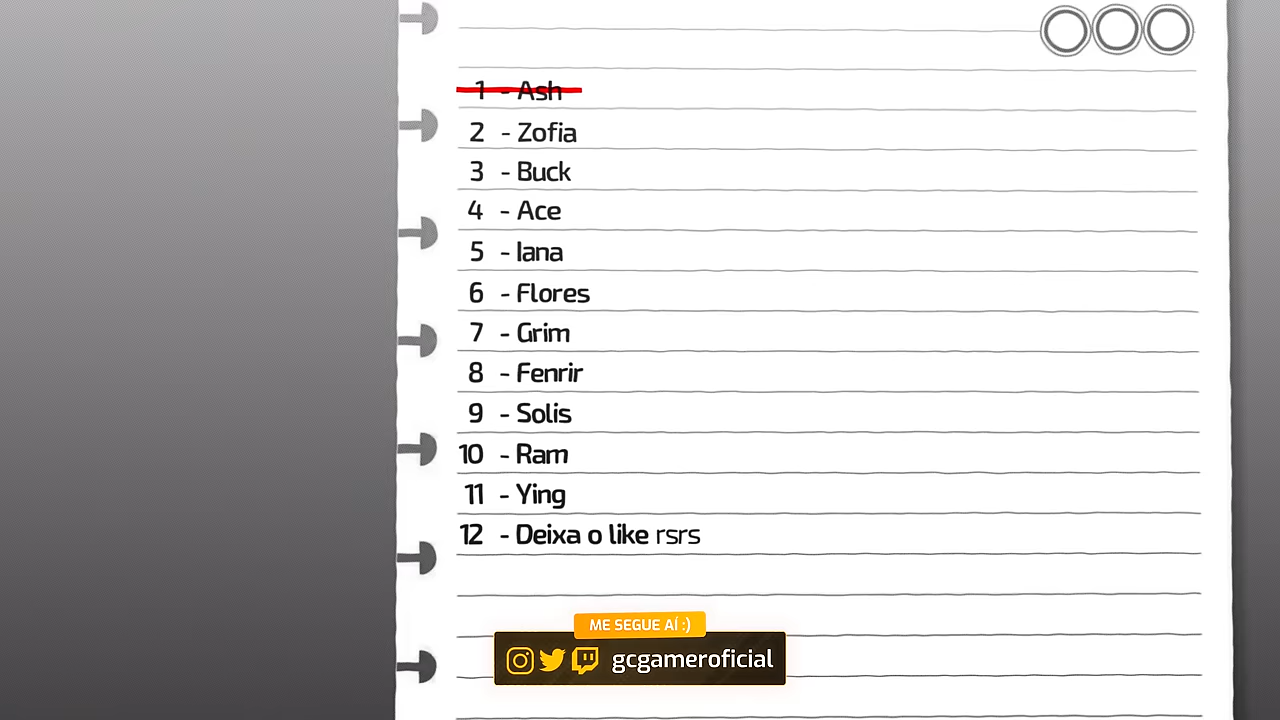 1 - Ash
2 - Zofia
3 - Buck
4 - Ace
5 - Iana
6 - Flores
7 - Grim
8 - Fenrir
9 - Solis
10 - Ram
11 - Ying
12 - Deixa o like rsrs
ME SEGUE AÍ :)
gcgameroficial